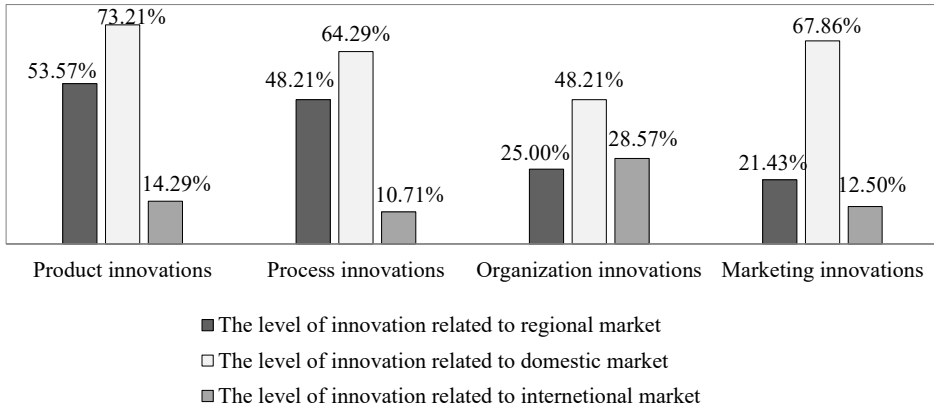 73.21%
53.57%
14.29%
64.29%
48.21%
10.71%
48.21%
25.00%
28.57%
67.86%
21.43%
12.50%
Product innovations
Process innovations
Organization innovations
Marketing innovations
The level of innovation related to regional market
The level of innovation related to domestic market
The level of innovation related to internetional market